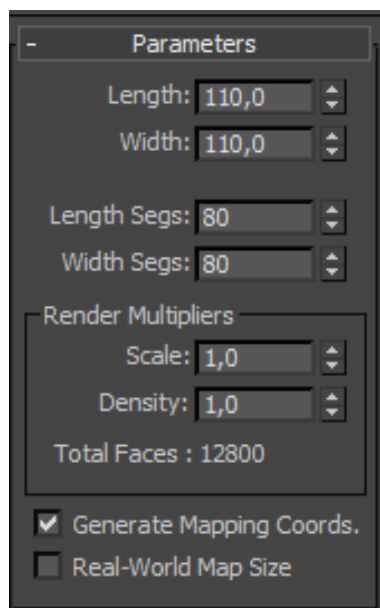 - Parameters
Length: 110,0
Width: 110,0
Length Segs: 80
Width Segs: 80
Render Multipliers
Scale: 1,0
Density: 1,0
Total Faces : 12800
Generate Mapping Coords.
Real-World Map Size